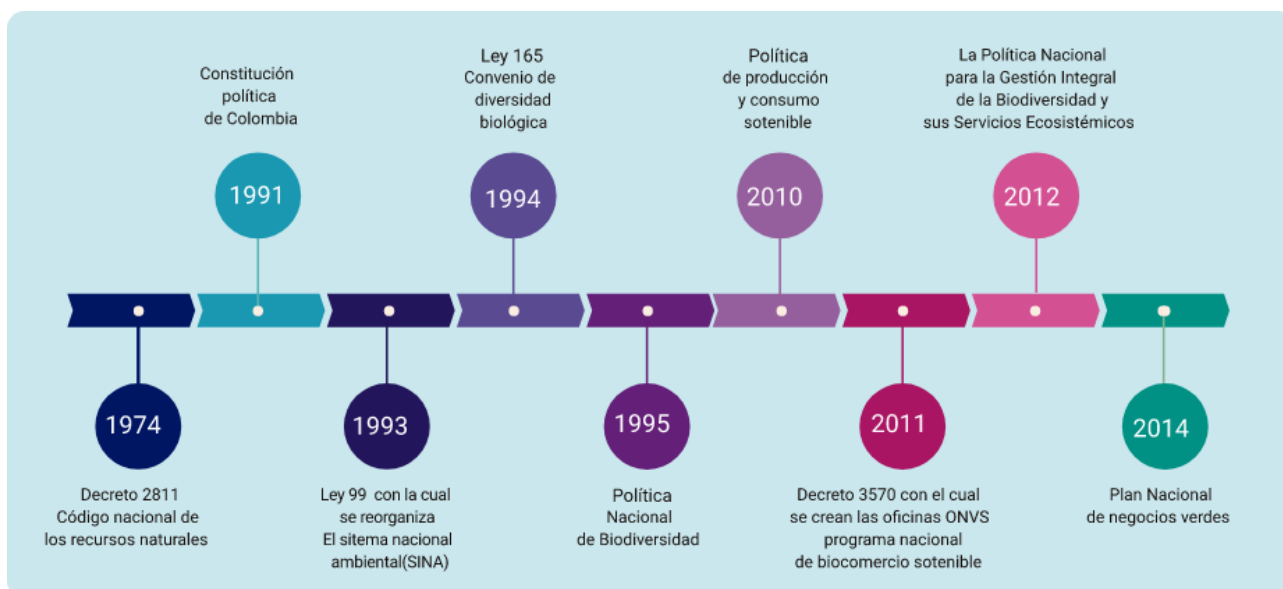 Constitución
política
de Colombia
Ley 165
Convenio de
diversidad
biológica
Política
de producción
y consumo
sotenible
La Política Nacional
para la Gestión Integral
de la Biodiversidad y
sus Servicios Ecosistémicos
1991
1994
2010
2012
1974
1993
1995
2011
2014
Decreto 2811
Código nacional de
los recursos naturales
Ley 99 con la cual
se reorganiza
El sitema nacional
ambiental(SINA)
Política
Nacional
de Biodiversidad
Decreto 3570 con el cual
se crean las oficinas ONVS
programa nacional
de biocomercio sotenible
Plan Nacional
de negocios verdes